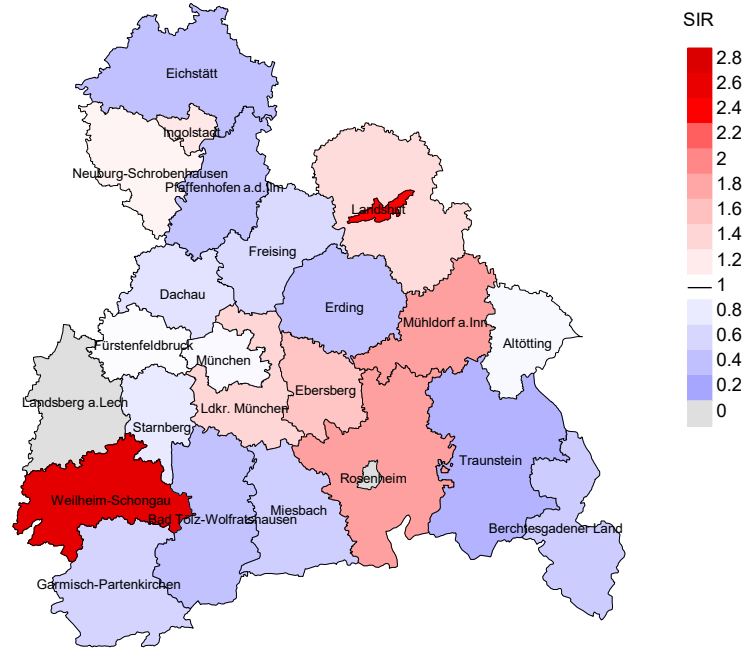 SIR
2.8
2.6
2.4
2.2
2
1.8
1.6
1.4
1.2
1
0.8
0.6
0.4
0.2
0
Eichstätt
Ingolstadt
Neuburg-Schrobenhausen
Pfaffenhofen a.d.Ilm
Landshut
Freising
Dachau
Erding
Mühldorf a.Inn
Altötting
Fürstenfeldbruck
München
Ebersberg
Landsberg a.Lech
Ldkr. München
Starnberg
Traunstein
Rosenheim
Weilheim-Schongau
Miesbach
Bad Tölz-Wolfratshausen
Berchtesgadener Land
Garmisch-Partenkirchen